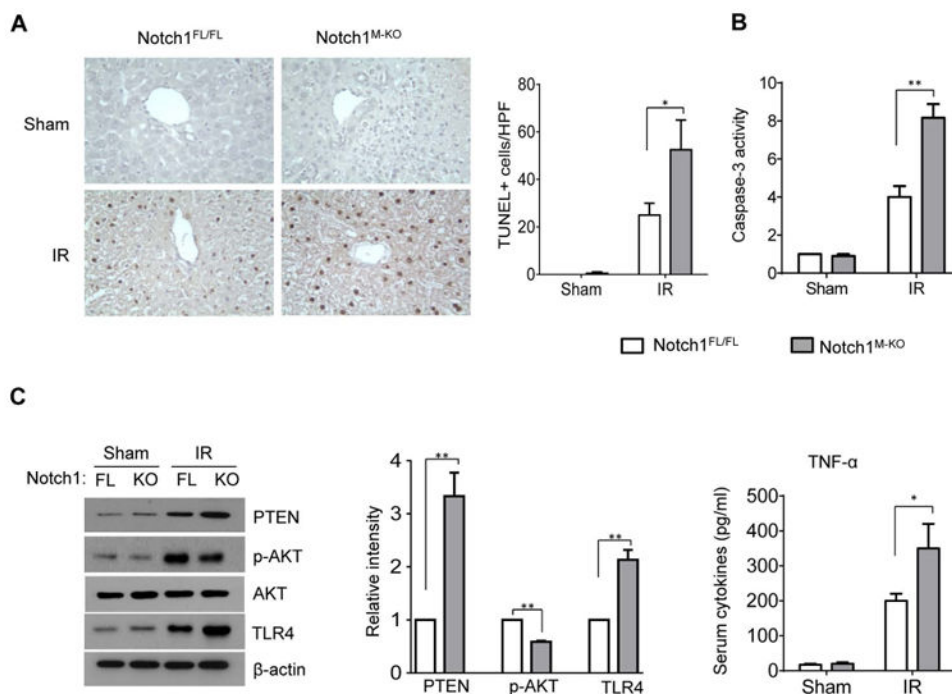 A
Notch1FL/FL
Notch1M-KO
Sham
IR
TUNEL+ cells/HPF
80
60
40
20
0
*
Sham
IR
B
Caspase-3 activity
10
8
6
4
2
0
**
Sham
IR
Notch1FL/FL
Notch1M-KO
C
Sham
IR
Notch1:
FL
KO
FL
KO
PTEN
p-AKT
AKT
TLR4
β-actin
Relative intensity
4
3
2
1
0
**
**
**
PTEN
p-AKT
TLR4
TNF-α
Serum cytokines (pg/ml)
500
400
300
200
100
0
*
Sham
IR